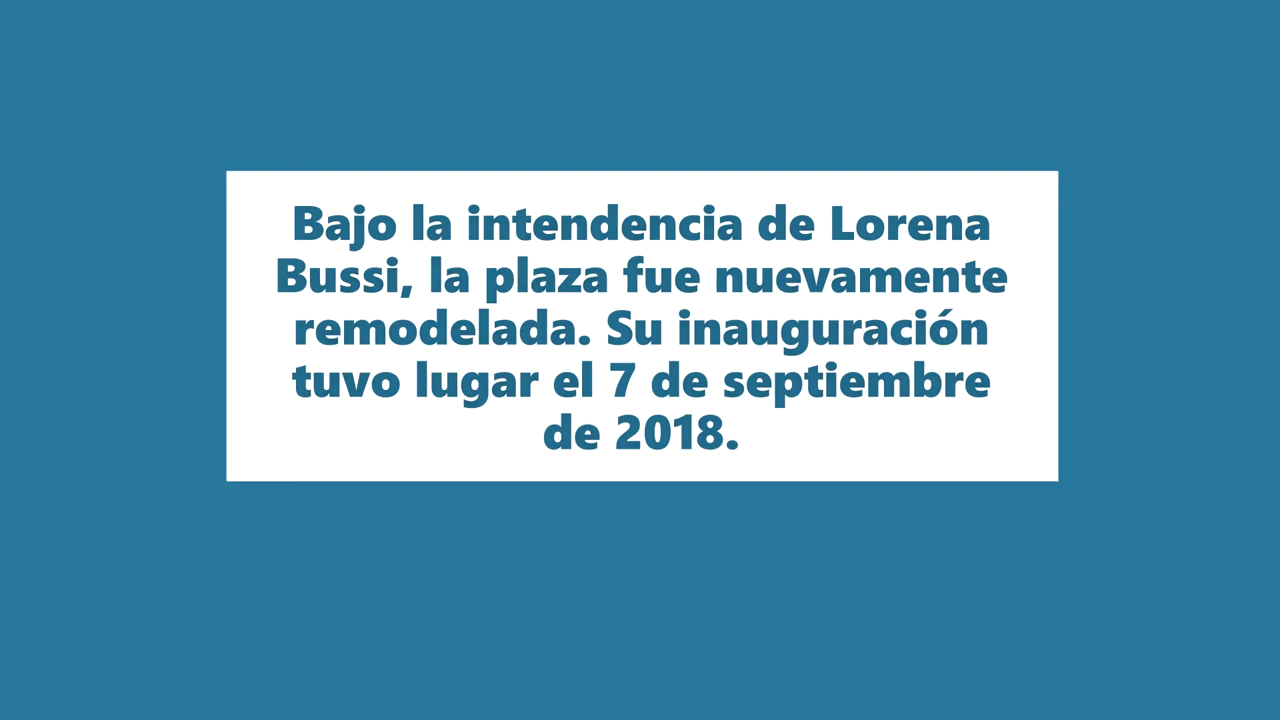 Bajo la intendencia de Lorena
Bussi, la plaza fue nuevamente
remodelada. Su inauguración
tuvo lugar el 7 de septiembre
de 2018.